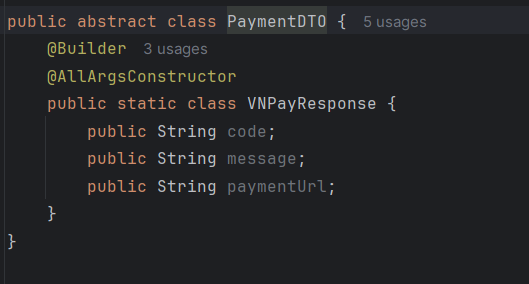 public abstract class PaymentDTO {  5 usages
    @Builder  3 usages
    @AllArgsConstructor
    public static class VNPayResponse {
        public String code;
        public String message;
        public String paymentUrl;
    }
}